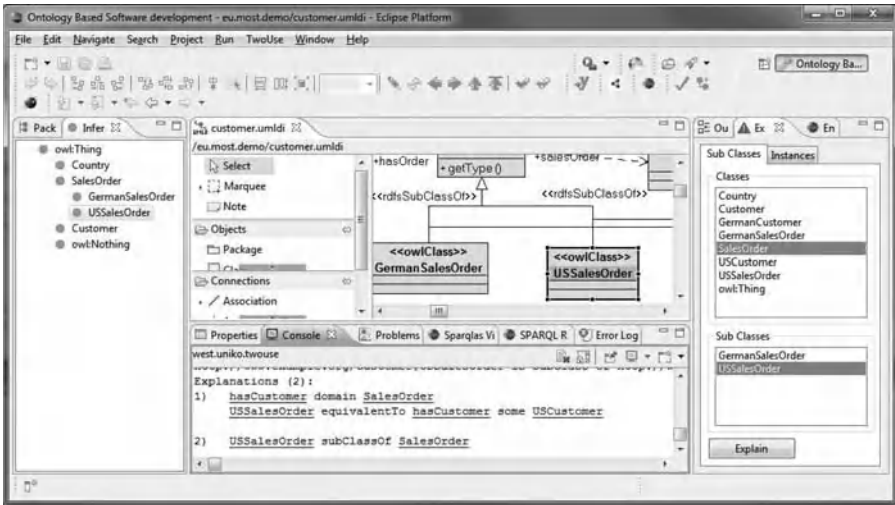 Ontology Based Software development - eu.most.demo/customer.umldi - Eclipse Platform
File Edit Navigate Search Project Run TwoUse Window Help
Ontology Ba...
Pack Infer
owl:Thing
Country
SalesOrder
GermanSalesOrder
USSalesOrder
Customer
owl:Nothing
customer.umldi
/eu.most.demo/customer.umldi
Select
Marquee
Note
Objects
Package
Connections
Association
+hasOrder
+getType()
+salesOrder
<<rdfsSubClassOf>>
<<rdfsSubClassOf>>
<<owlClass>>
GermanSalesOrder
<<owlClass>>
USSalesOrder
Properties Console Problems Sparqlas Vi SPARQL R Error Log
west.uniko.twouse
Explanations (2):
1) hasCustomer domain SalesOrder
USSalesOrder equivalentTo hasCustomer some USCustomer
2) USSalesOrder subClassOf SalesOrder
Ou Ex En
Sub Classes Instances
Classes
Country
Customer
GermanCustomer
GermanSalesOrder
SalesOrder
USCustomer
USSalesOrder
owl:Thing
Sub Classes
GermanSalesOrder
USSalesOrder
Explain